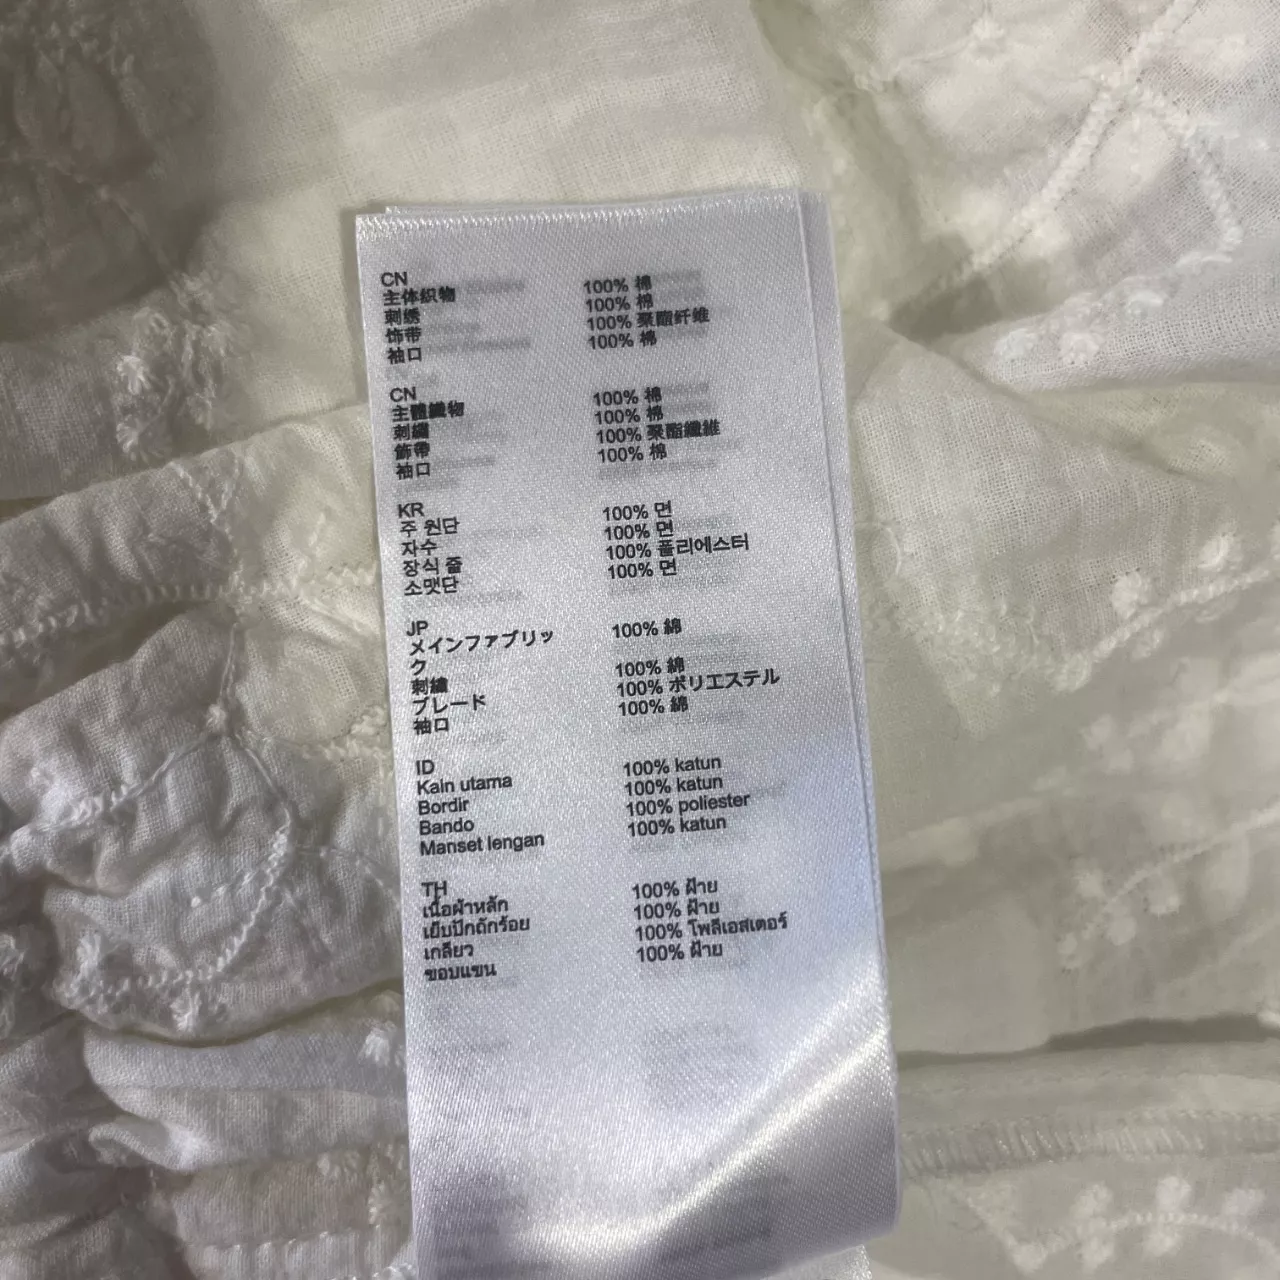 CN
主体织物 100% 棉
刺绣 100% 棉
饰带 100% 聚酯纤维
袖口 100% 棉
CN
主體織物 100% 棉
刺繡 100% 棉
飾帶 100% 聚酯纖維
袖口 100% 棉
KR
주 원단 100% 면
자수 100% 면
장식 줄 100% 폴리에스터
소맷단 100% 면
JP
メインファブリッ 100% 綿
ク
刺繍 100% 綿
ブレード 100% ポリエステル
袖口 100% 綿
ID
Kain utama 100% katun
Bordir 100% katun
Bando 100% poliester
Manset lengan 100% katun
TH
เนื้อผ้าหลัก 100% ฝ้าย
เย็บปักถักร้อย 100% ฝ้าย
เกลียว 100% โพลีเอสเตอร์
ขอบแขน 100% ฝ้าย